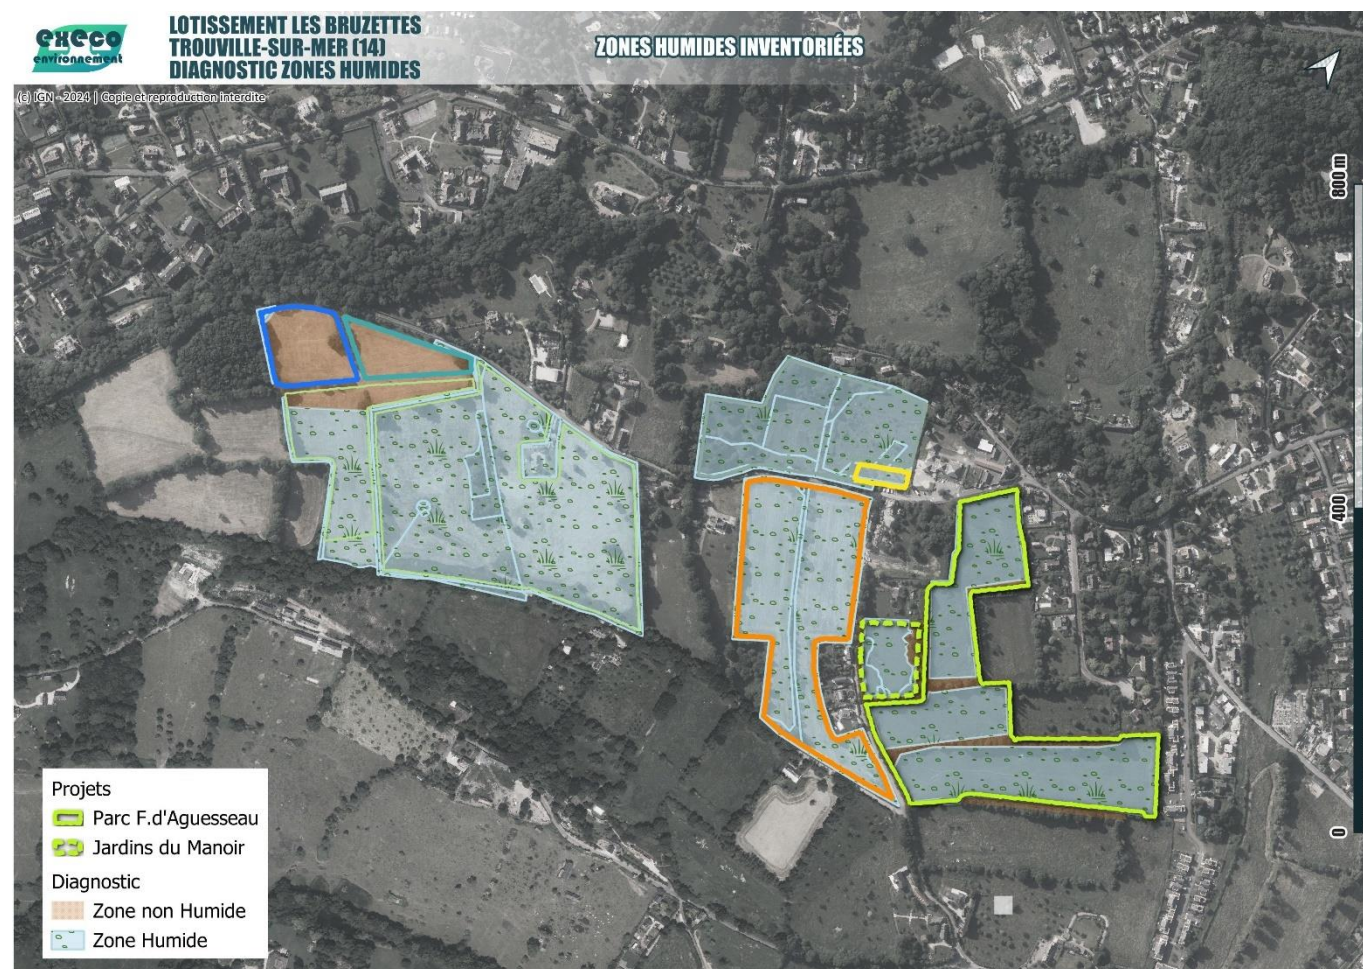 execo
environnement
LOTISSEMENT LES BRUZETTES
TROUVILLE-SUR-MER (14)
DIAGNOSTIC ZONES HUMIDES
ZONES HUMIDES INVENTORIÉES
(c) IGN - 2024 | Copie et reproduction interdite
800 m
400
0
Projets
Parc F.d'Aguesseau
Jardins du Manoir
Diagnostic
Zone non Humide
Zone Humide